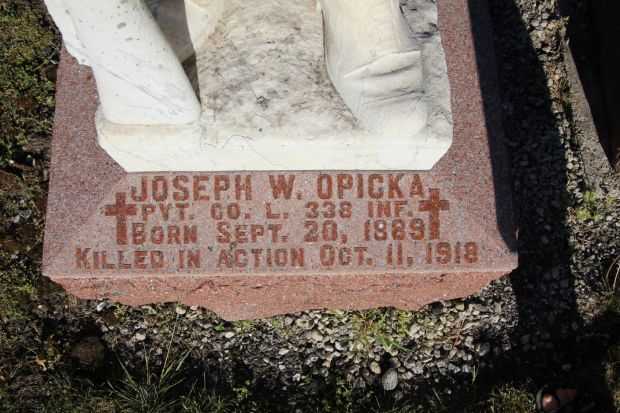 JOSEPH W. OPICKA
PVT. CO. L. 338 INF.
BORN SEPT. 20, 1889
KILLED IN ACTION OCT. 11, 1918